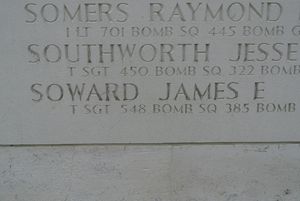 SOMERS RAYMOND
1 LT 701 BOMB SQ 445 BOMB G
SOUTHWORTH JESSE
T SGT 450 BOMB SQ 322 BOMB
SOWARD JAMES E
T SGT 548 BOMB SQ 385 BOMB